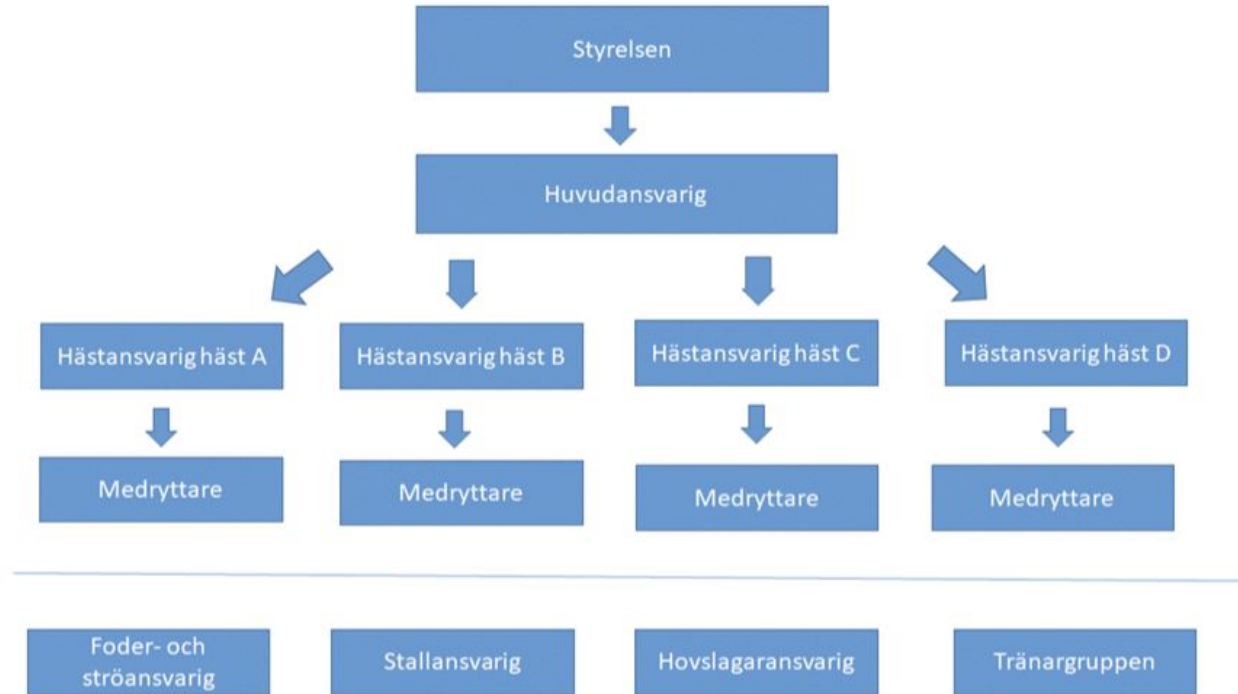 Styrelsen
Huvudansvarig
Hästansvarig häst A
Hästansvarig häst B
Hästansvarig häst C
Hästansvarig häst D
Medryttare
Medryttare
Medryttare
Medryttare
Foder- och
ströansvarig
Stallansvarig
Hovslagaransvarig
Tränargruppen